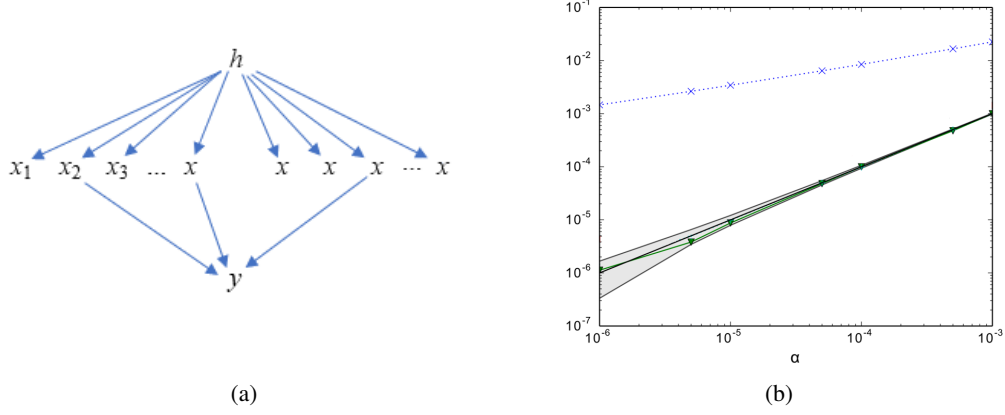 h
x₁ x₂ x₃ ... x x x x ... x
y
(a)
10⁻¹
10⁻²
10⁻³
10⁻⁴
10⁻⁵
10⁻⁶
10⁻⁷
10⁻⁶ 10⁻⁵ 10⁻⁴ 10⁻³
α
(b)